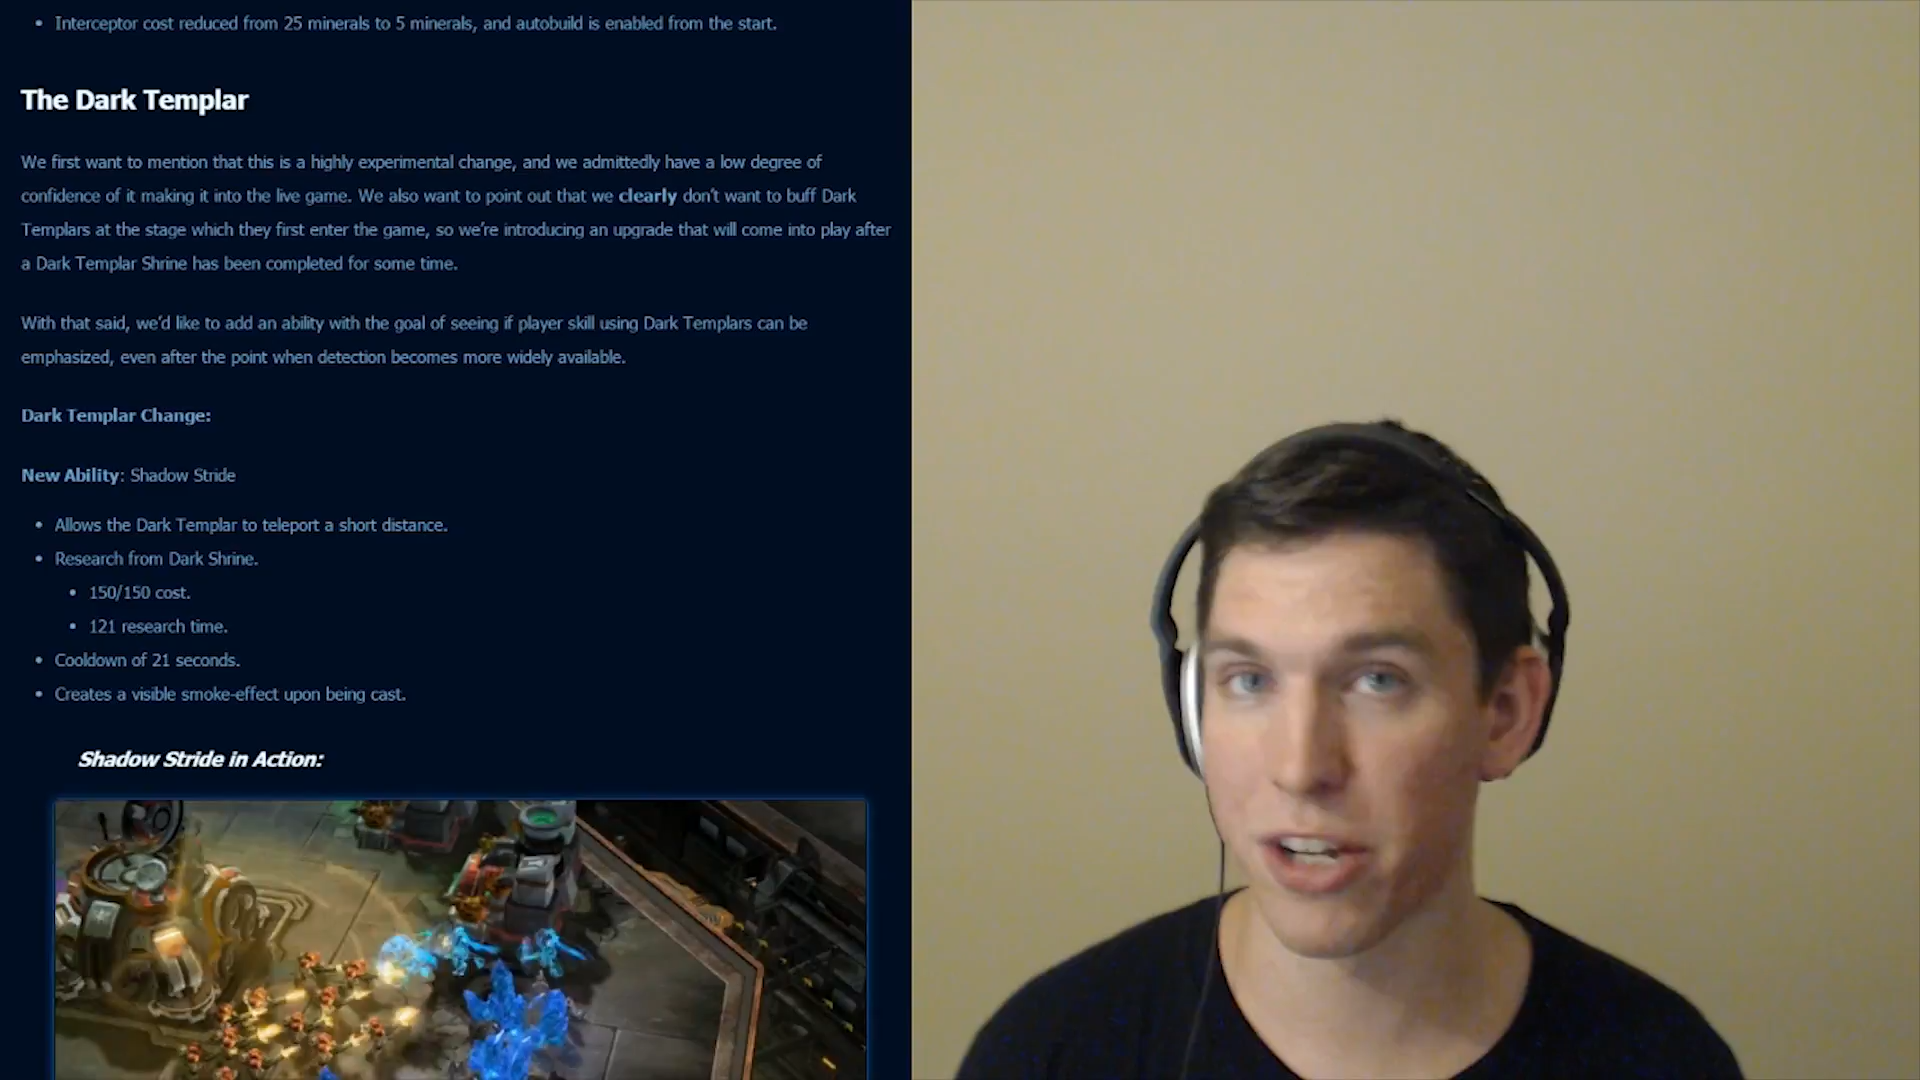 Interceptor cost reduced from 25 minerals to 5 minerals, and autobuild is enabled from the start.
The Dark Templar
We first want to mention that this is a highly experimental change, and we admittedly have a low degree of
confidence of it making it into the live game. We also want to point out that we clearly don't want to buff Dark
Templars at the stage which they first enter the game, so we're introducing an upgrade that will come into play after
a Dark Templar Shrine has been completed for some time.
With that said, we'd like to add an ability with the goal of seeing if player skill using Dark Templars can be
emphasized, even after the point when detection becomes more widely available.
Dark Templar Change:
New Ability: Shadow Stride
Allows the Dark Templar to teleport a short distance.
Research from Dark Shrine.
150/150 cost.
121 research time.
Cooldown of 21 seconds.
Creates a visible smoke-effect upon being cast.
Shadow Stride in Action: